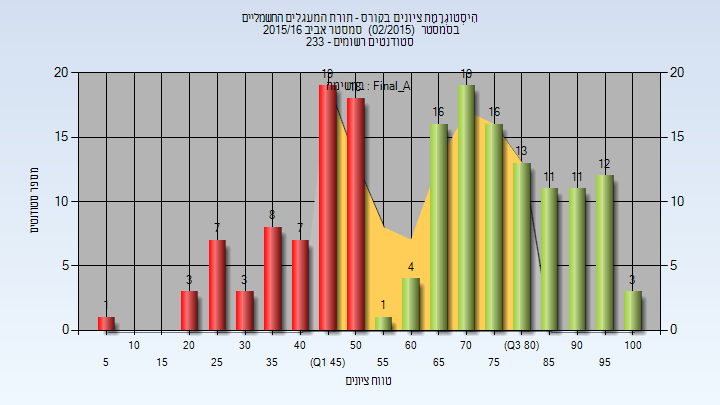 היסטוגרמת ציונים בקורס - תורת המעגלים החשמליים
בסמסטר (02/2015) סמסטר אביב 2015/16
סטודנטים רשומים - 233
Final_A :
20 20
15 15
10 10
5 5
0 0
מספר סטודנטים
1 3 7 3 8 7 19 18 1 4 16 19 16 13 11 11 12 3
10 20 30 40 50 60 70 (Q3 80) 90 100
5 15 25 35 (Q1 45) 55 65 75 85 95
טווח ציונים